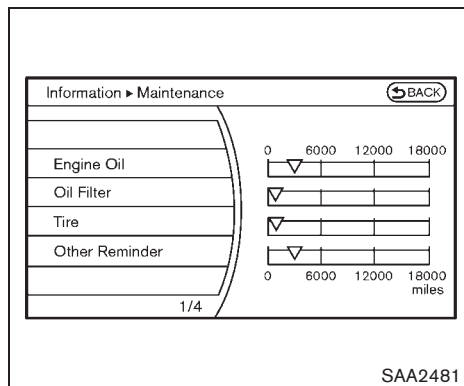 Information ▸ Maintenance
BACK
0 6000 12000 18000
Engine Oil
Oil Filter
Tire
Other Reminder
0 6000 12000 18000
miles
1/4
SAA2481